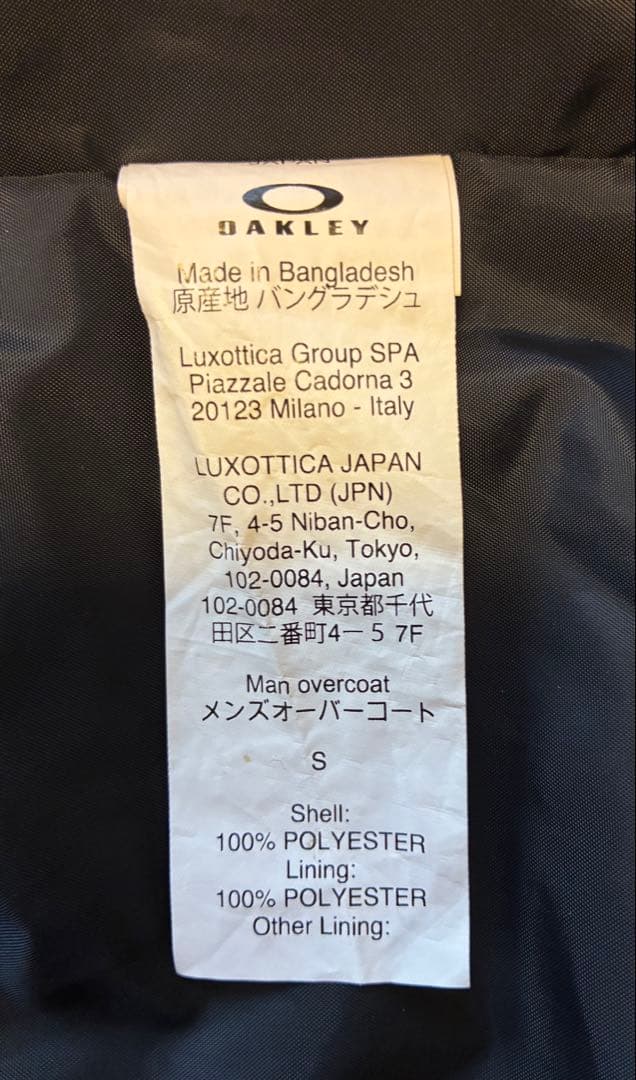 OAKLEY
Made in Bangladesh
原産地 バングラデシュ
Luxottica Group SPA
Piazzale Cadorna 3
20123 Milano - Italy
LUXOTTICA JAPAN
CO.,LTD (JPN)
7F, 4-5 Niban-Cho,
Chiyoda-Ku, Tokyo,
102-0084, Japan
102-0084 東京都千代
田区二番町4ー5 7F
Man overcoat
メンズオーバーコート
S
Shell:
100% POLYESTER
Lining:
100% POLYESTER
Other Lining: